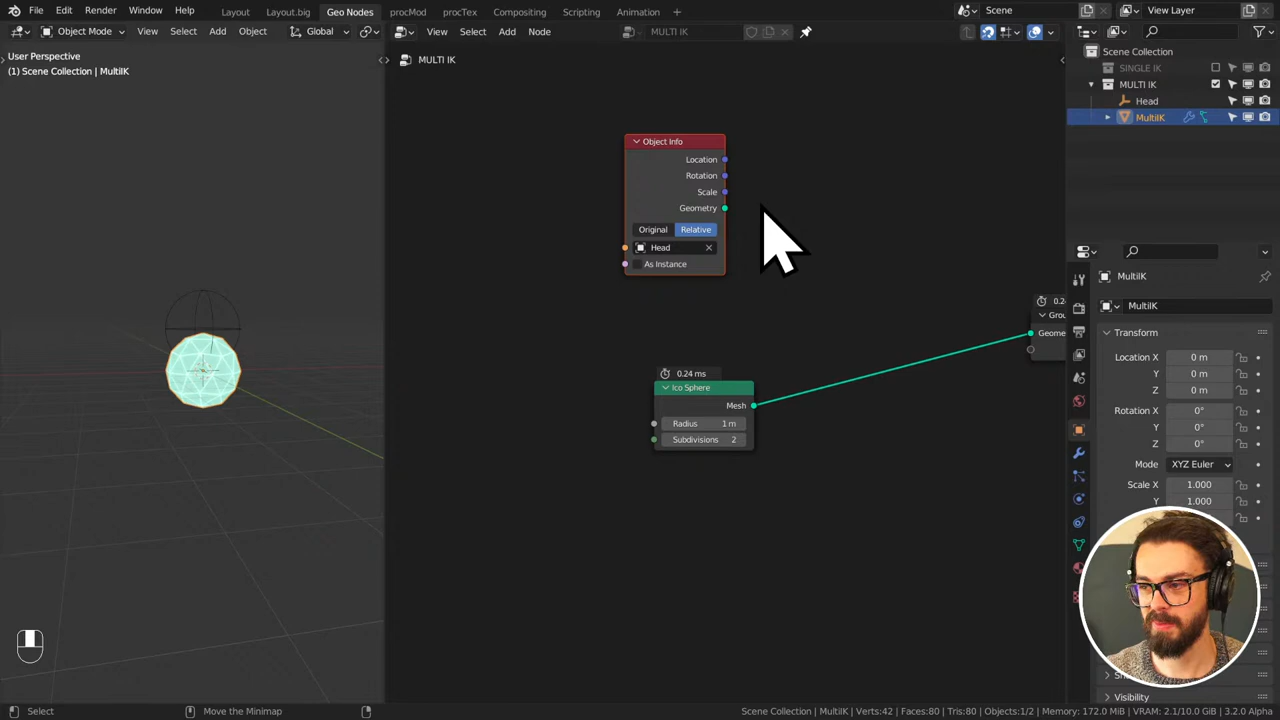 File Edit Render Window Help Layout Layout.big Geo Nodes procMod procTex Compositing Scripting Animation + Scene View Layer
Object Mode View Select Add Object Global View Select Add Node MULTI IK
User Perspective
(1) Scene Collection | MultiIK
MULTI IK
Scene Collection
SINGLE IK
MULTI IK
Head
MultiIK
Object Info
Location
Rotation
Scale
Geometry
Original Relative
Head
As Instance
0.24 ms
Ico Sphere
Mesh
Radius 1 m
Subdivisions 2
Grou
Geome
MultiIK
MultiIK
Transform
Location X 0 m
Y 0 m
Z 0 m
Rotation X 0°
Y 0°
Z 0°
Mode XYZ Euler
Scale X 1.000
Y 1.000
Visibility
Select Move the Minimap Scene Collection | MultiIK | Verts:42 | Faces:80 | Tris:80 | Objects:1/2 | Memory: 172.0 MiB | VRAM: 2.1/10.0 GiB | 3.2.0 Alpha